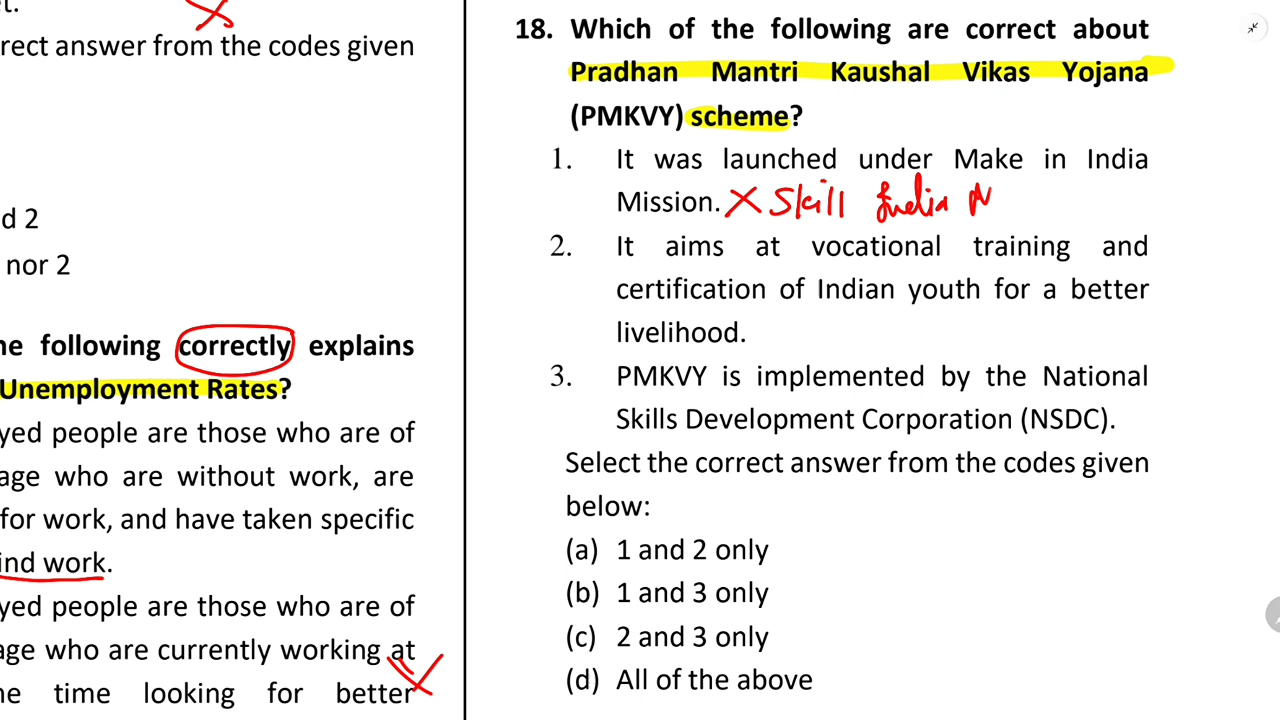 et.
rrect answer from the codes given
d 2
nor 2
he following correctly explains
Unemployment Rates?
yed people are those who are of
age who are without work, are
for work, and have taken specific
ind work.
yed people are those who are of
age who are currently working at
ne time looking for better
18. Which of the following are correct about
Pradhan Mantri Kaushal Vikas Yojana
(PMKVY) scheme?
1. It was launched under Make in India
Mission. X Skill India M
2. It aims at vocational training and
certification of Indian youth for a better
livelihood.
3. PMKVY is implemented by the National
Skills Development Corporation (NSDC).
Select the correct answer from the codes given
below:
(a) 1 and 2 only
(b) 1 and 3 only
(c) 2 and 3 only
(d) All of the above